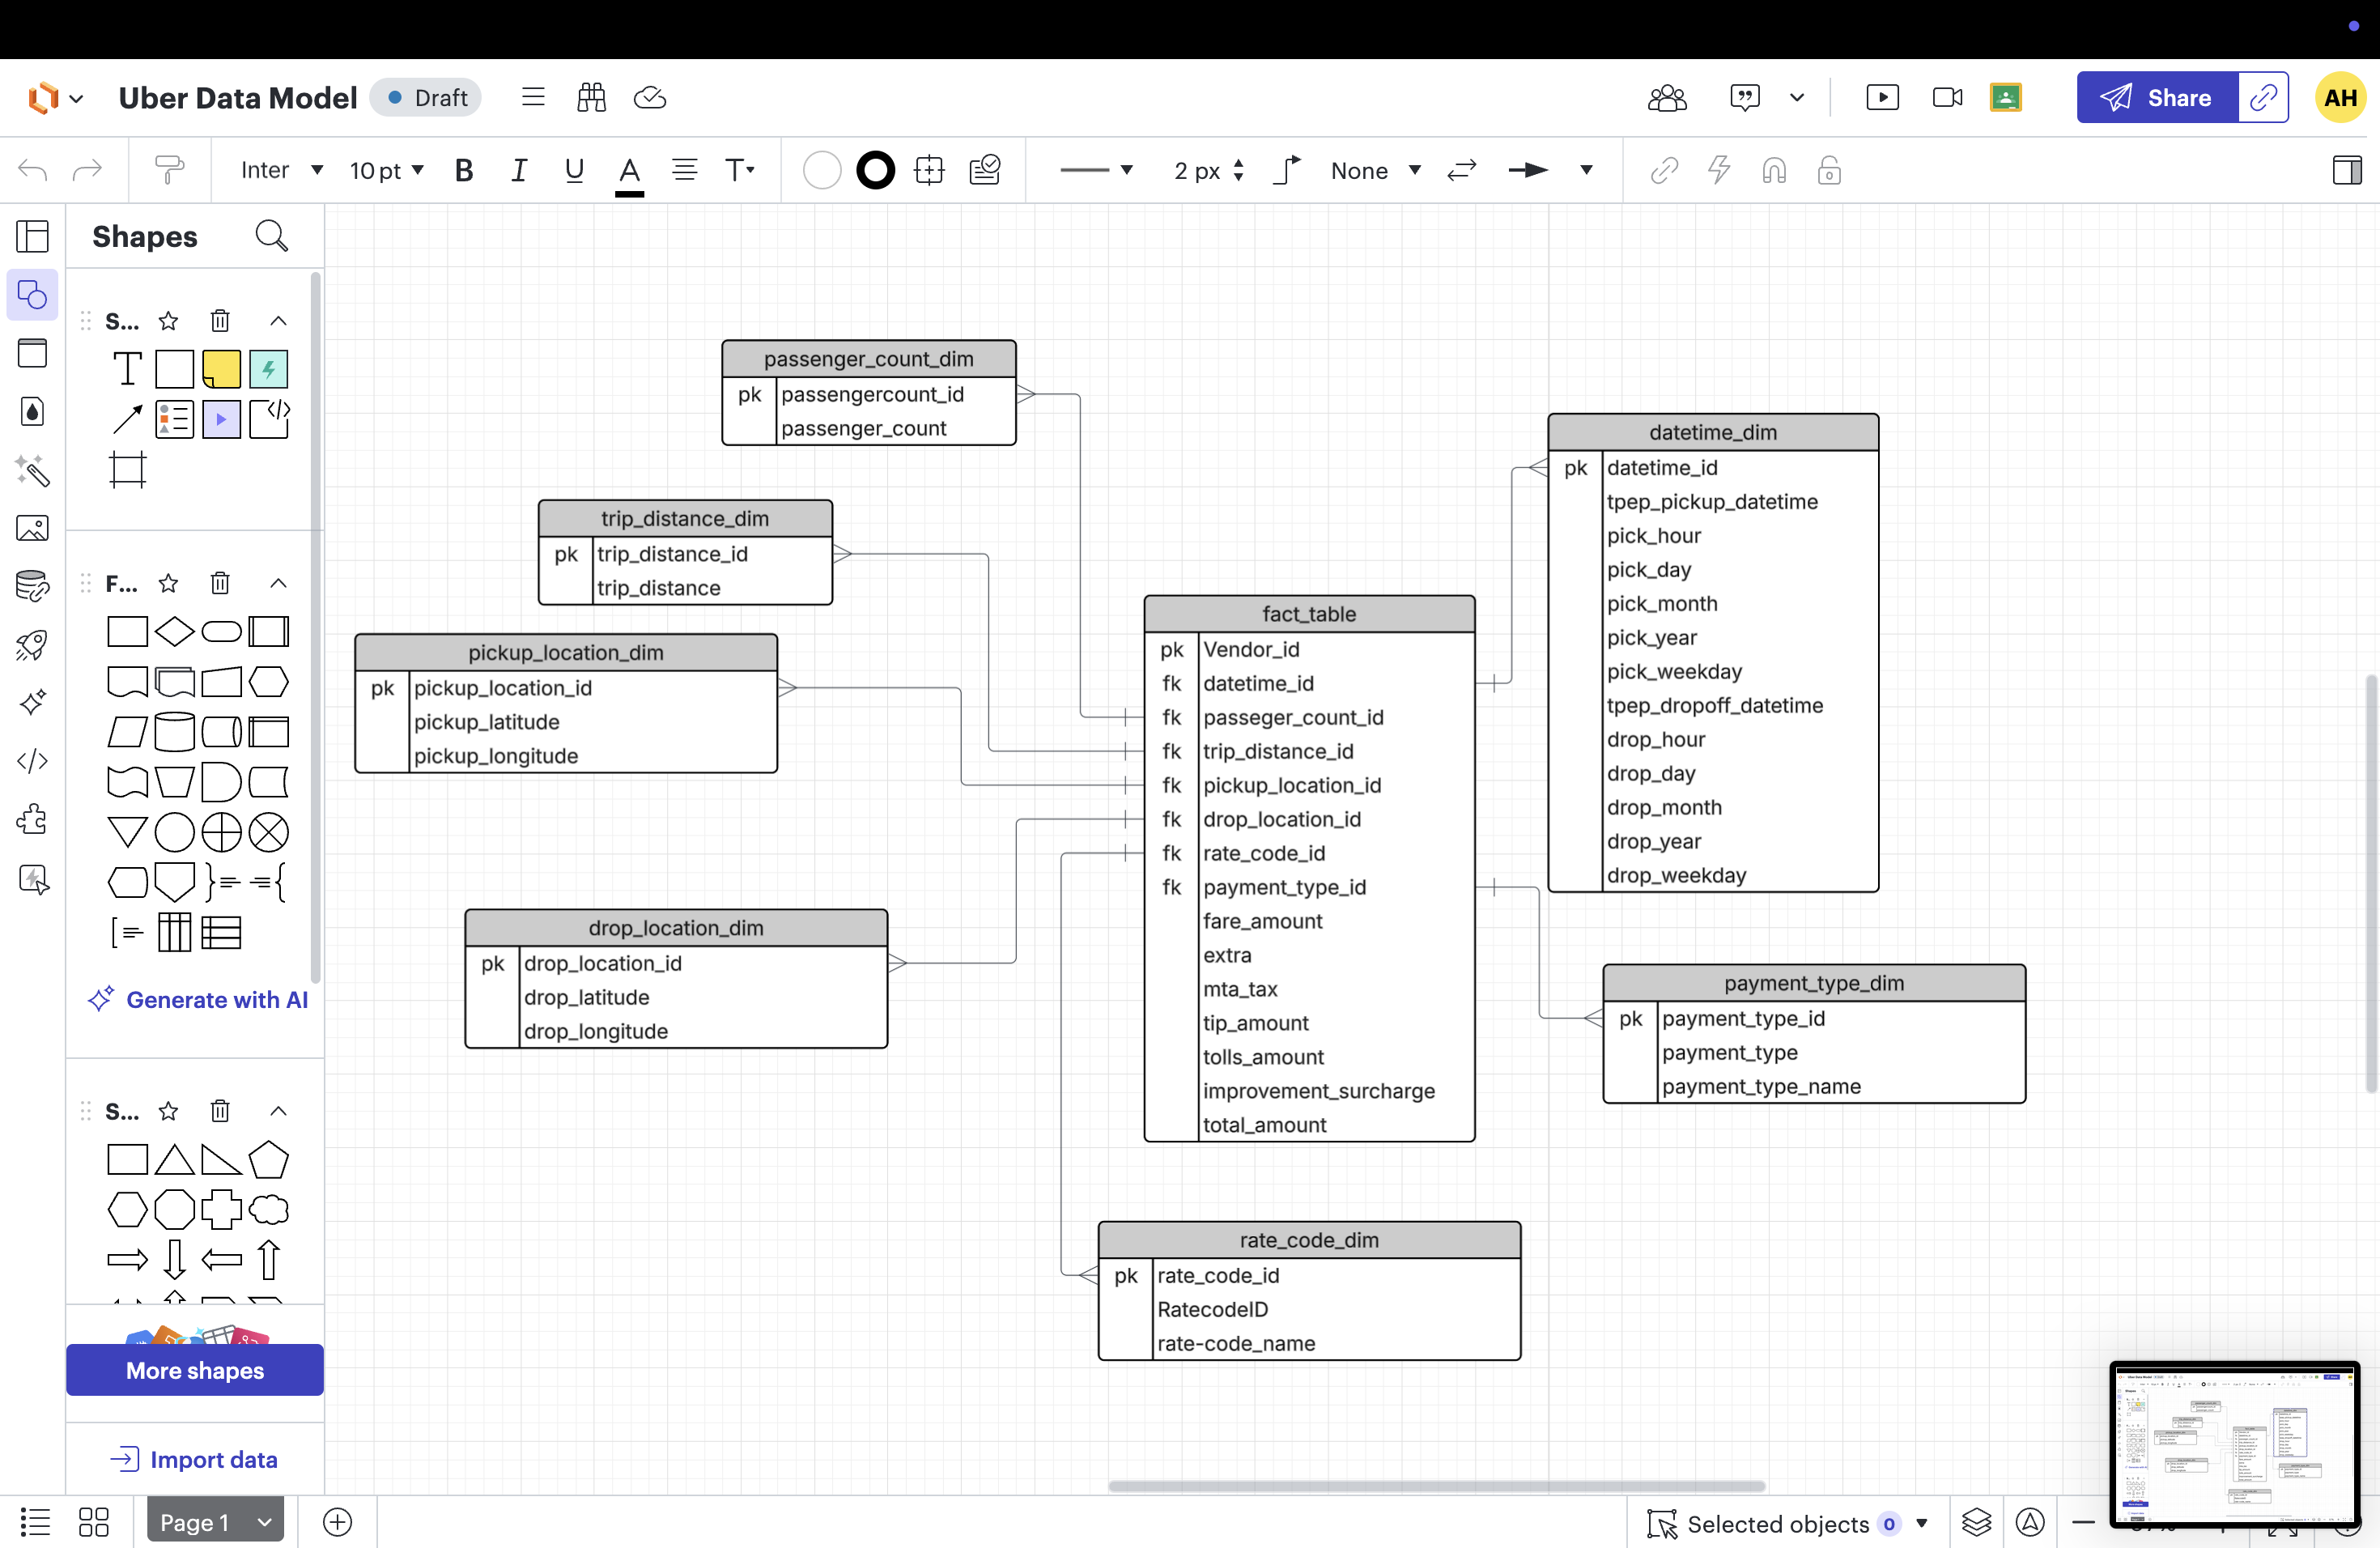 Uber Data Model
Draft
Share
AH
Inter
10 pt
B
I
U
A
T
2 px
None
Shapes
S...
T
F...
Generate with AI
S...
More shapes
Import data
passenger_count_dim
pk passengercount_id
passenger_count
trip_distance_dim
pk trip_distance_id
trip_distance
pickup_location_dim
pk pickup_location_id
pickup_latitude
pickup_longitude
drop_location_dim
pk drop_location_id
drop_latitude
drop_longitude
fact_table
pk Vendor_id
fk datetime_id
fk passeger_count_id
fk trip_distance_id
fk pickup_location_id
fk drop_location_id
fk rate_code_id
fk payment_type_id
fare_amount
extra
mta_tax
tip_amount
tolls_amount
improvement_surcharge
total_amount
datetime_dim
pk datetime_id
tpep_pickup_datetime
pick_hour
pick_day
pick_month
pick_year
pick_weekday
tpep_dropoff_datetime
drop_hour
drop_day
drop_month
drop_year
drop_weekday
payment_type_dim
pk payment_type_id
payment_type
payment_type_name
rate_code_dim
pk rate_code_id
RatecodeID
rate-code_name
Page 1
Selected objects 0